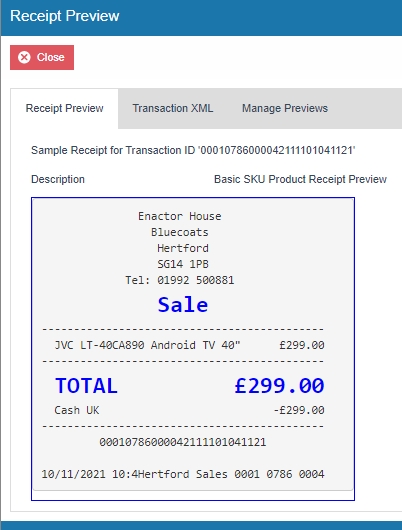 Receipt Preview
Close
Receipt Preview Transaction XML Manage Previews
Sample Receipt for Transaction ID '00010786000042111101041121'
Description Basic SKU Product Receipt Preview
Enactor House
Bluecoats
Hertford
SG14 1PB
Tel: 01992 500881
Sale
--------------------------------------------
JVC LT-40CA890 Android TV 40" £299.00
--------------------------------------------
TOTAL £299.00
Cash UK -£299.00
--------------------------------------------
00010786000042111101041121
10/11/2021 10:4Hertford Sales 0001 0786 0004